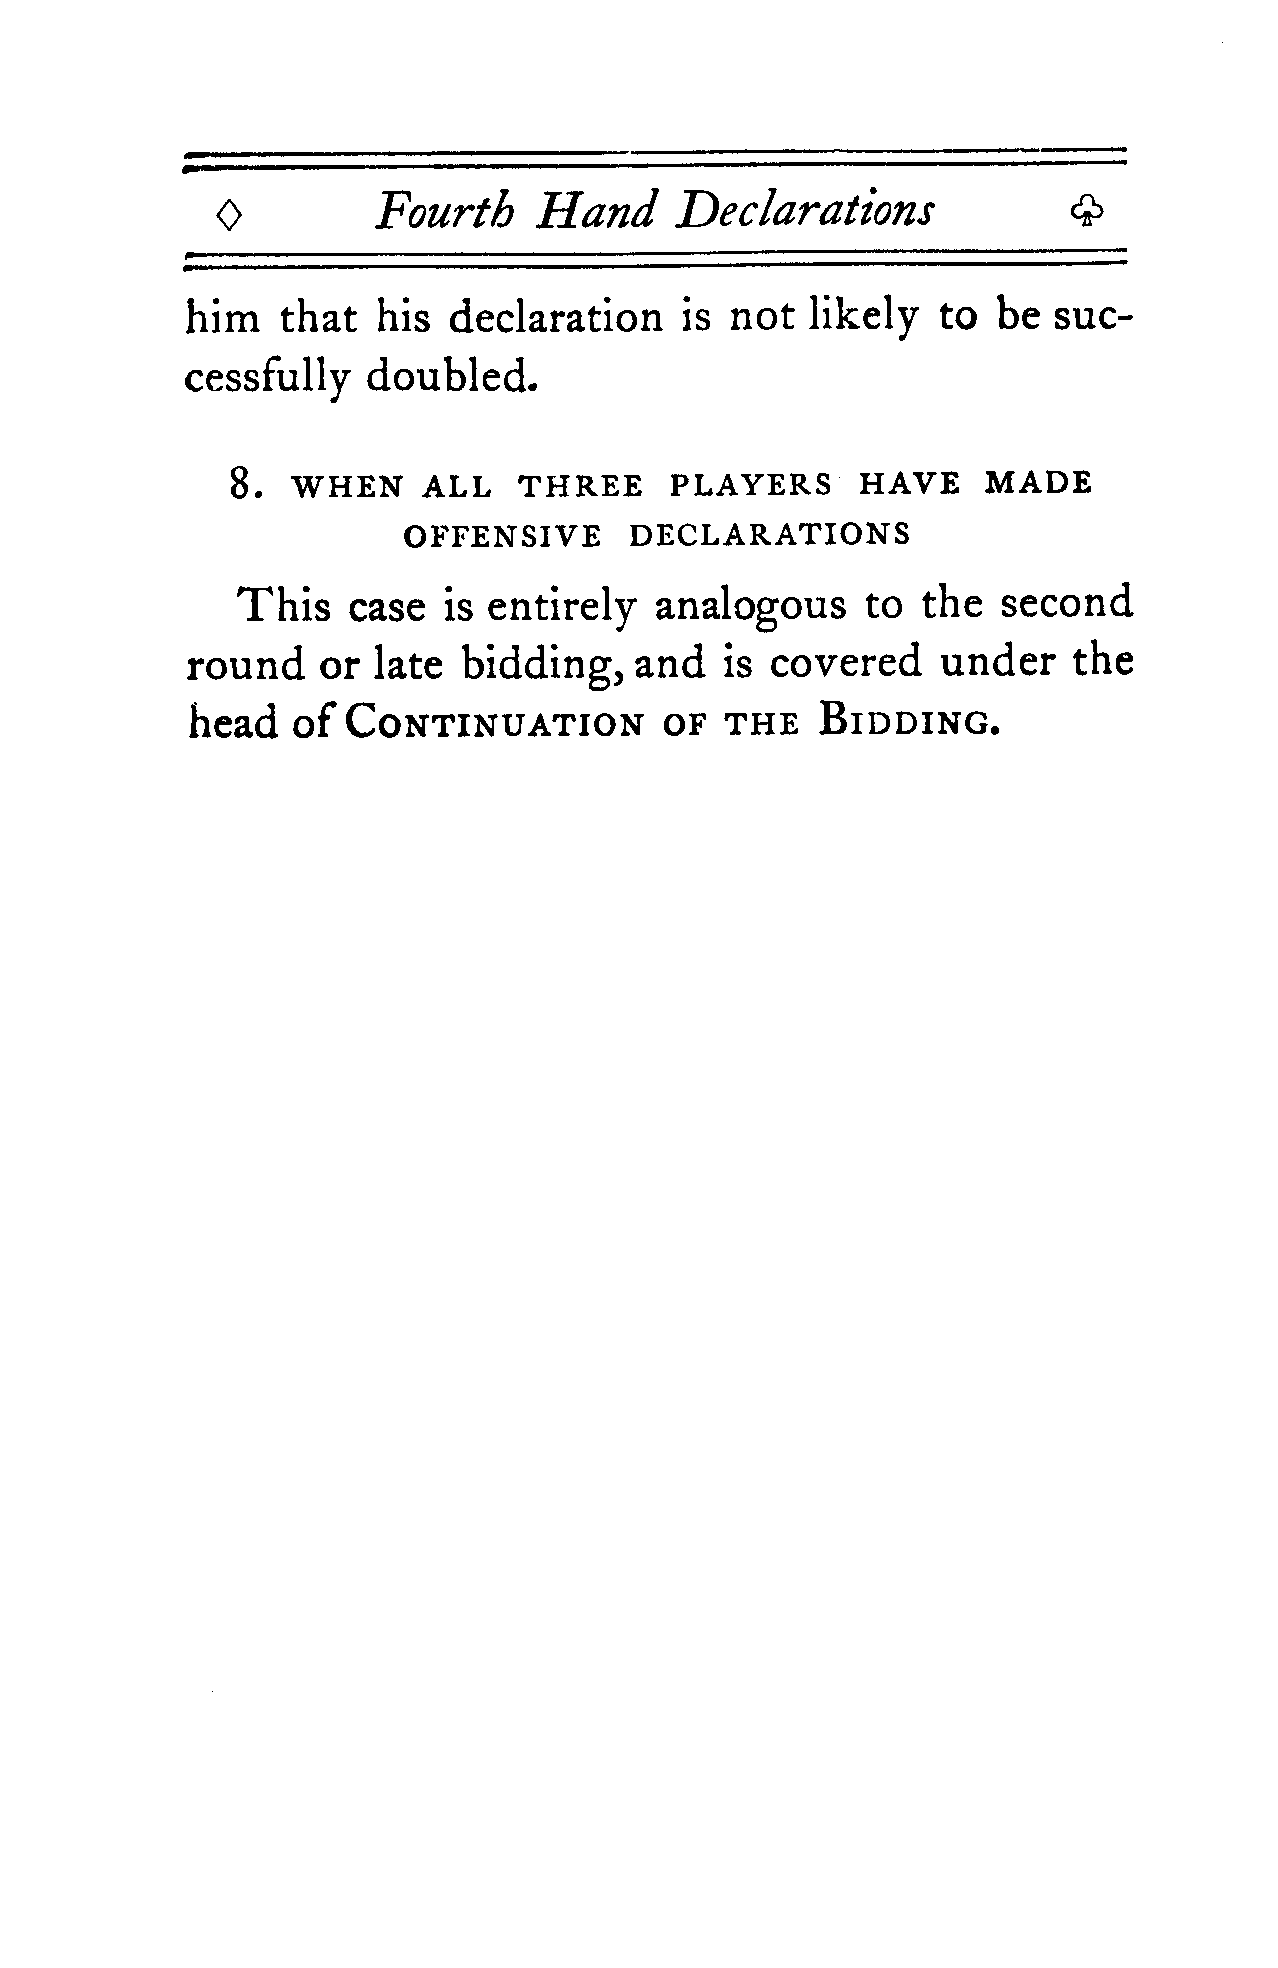 ◇ Fourth Hand Declarations ♧
him that his declaration is not likely to be suc-
cessfully doubled.
8. WHEN ALL THREE PLAYERS HAVE MADE
OFFENSIVE DECLARATIONS
This case is entirely analogous to the second
round or late bidding, and is covered under the
head of CONTINUATION OF THE BIDDING.